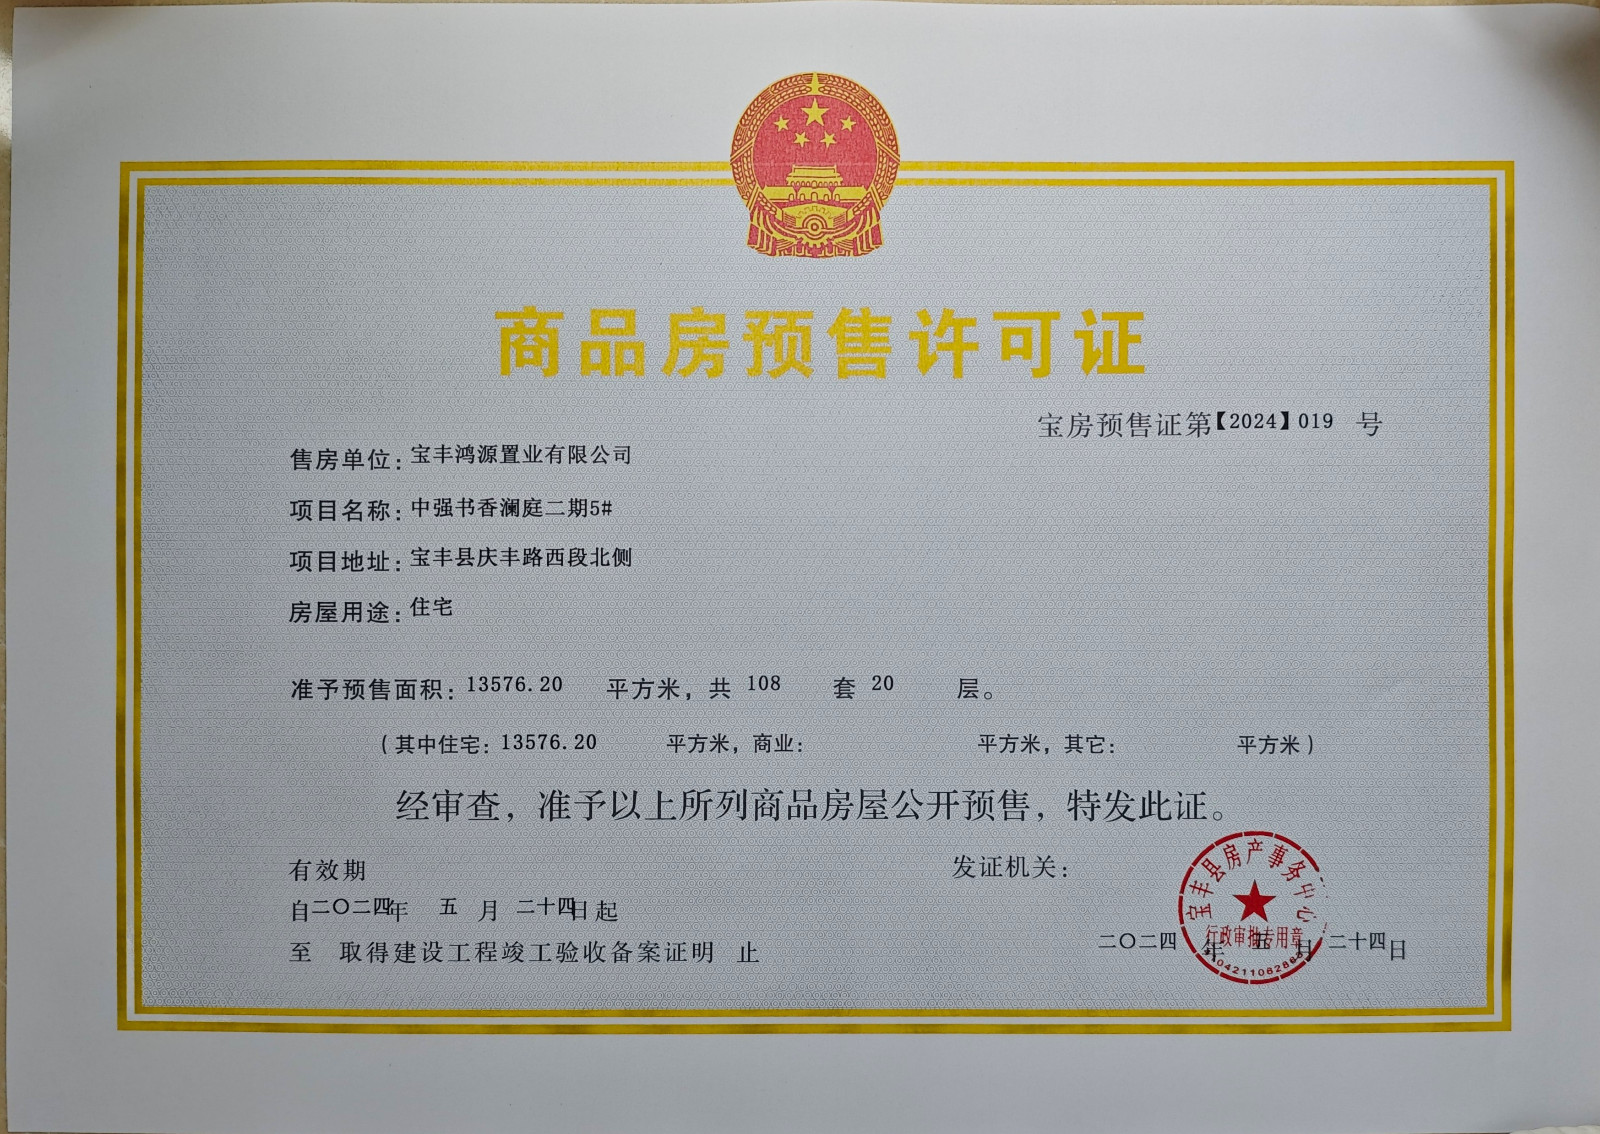 商品房预售许可证
宝房预售证第【2024】019 号
售房单位：宝丰鸿源置业有限公司
项目名称：中强书香澜庭二期5#
项目地址：宝丰县庆丰路西段北侧
房屋用途：住宅
准予预售面积：13576.20 平方米，共 108 套 20 层。
（其中住宅：13576.20 平方米，商业： 平方米，其它： 平方米）
经审查，准予以上所列商品房屋公开预售，特发此证。
有效期
发证机关：
自二〇二四年 五 月 二十四日起
至 取得建设工程竣工验收备案证明 止
二〇二四 年 五 月 二十四日
宝丰县房产事务中心
行政审批专用章